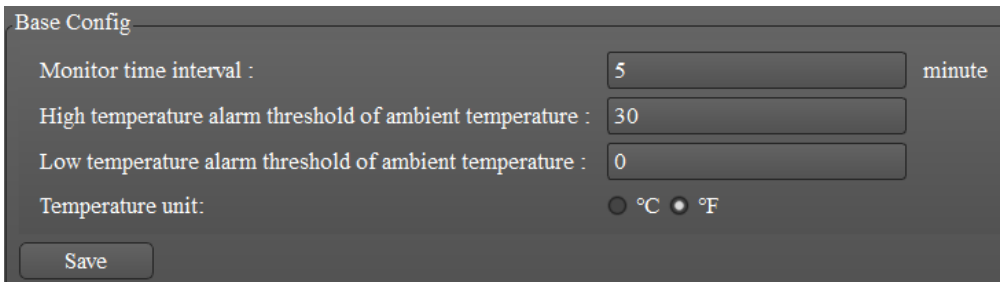 Base Config
Monitor time interval : 5 minute
High temperature alarm threshold of ambient temperature : 30
Low temperature alarm threshold of ambient temperature : 0
Temperature unit: °C °F
Save